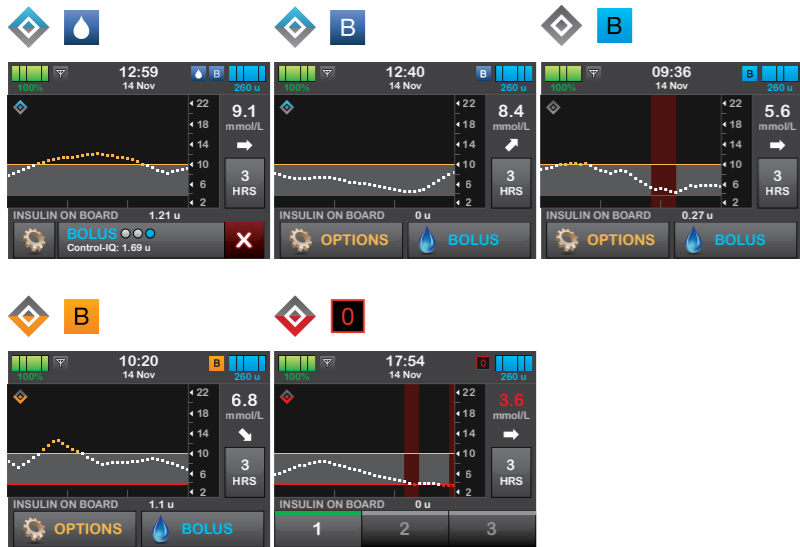 B
B
12:59
14 Nov
100%
B
260 u
22
18
14
10
6
2
9.1
mmol/L
3
HRS
INSULIN ON BOARD 1.21 u
BOLUS
Control-IQ: 1.69 u
X
12:40
14 Nov
100%
B
260 u
22
18
14
10
6
2
8.4
mmol/L
3
HRS
INSULIN ON BOARD 0 u
OPTIONS
BOLUS
09:36
14 Nov
100%
B
260 u
22
18
14
10
6
2
5.6
mmol/L
3
HRS
INSULIN ON BOARD 0.27 u
OPTIONS
BOLUS
B
0
10:20
14 Nov
100%
B
260 u
22
18
14
10
6
2
6.8
mmol/L
3
HRS
INSULIN ON BOARD 1.1 u
OPTIONS
BOLUS
17:54
14 Nov
100%
0
260 u
22
18
14
10
6
2
3.6
mmol/L
3
HRS
INSULIN ON BOARD 0 u
1
2
3